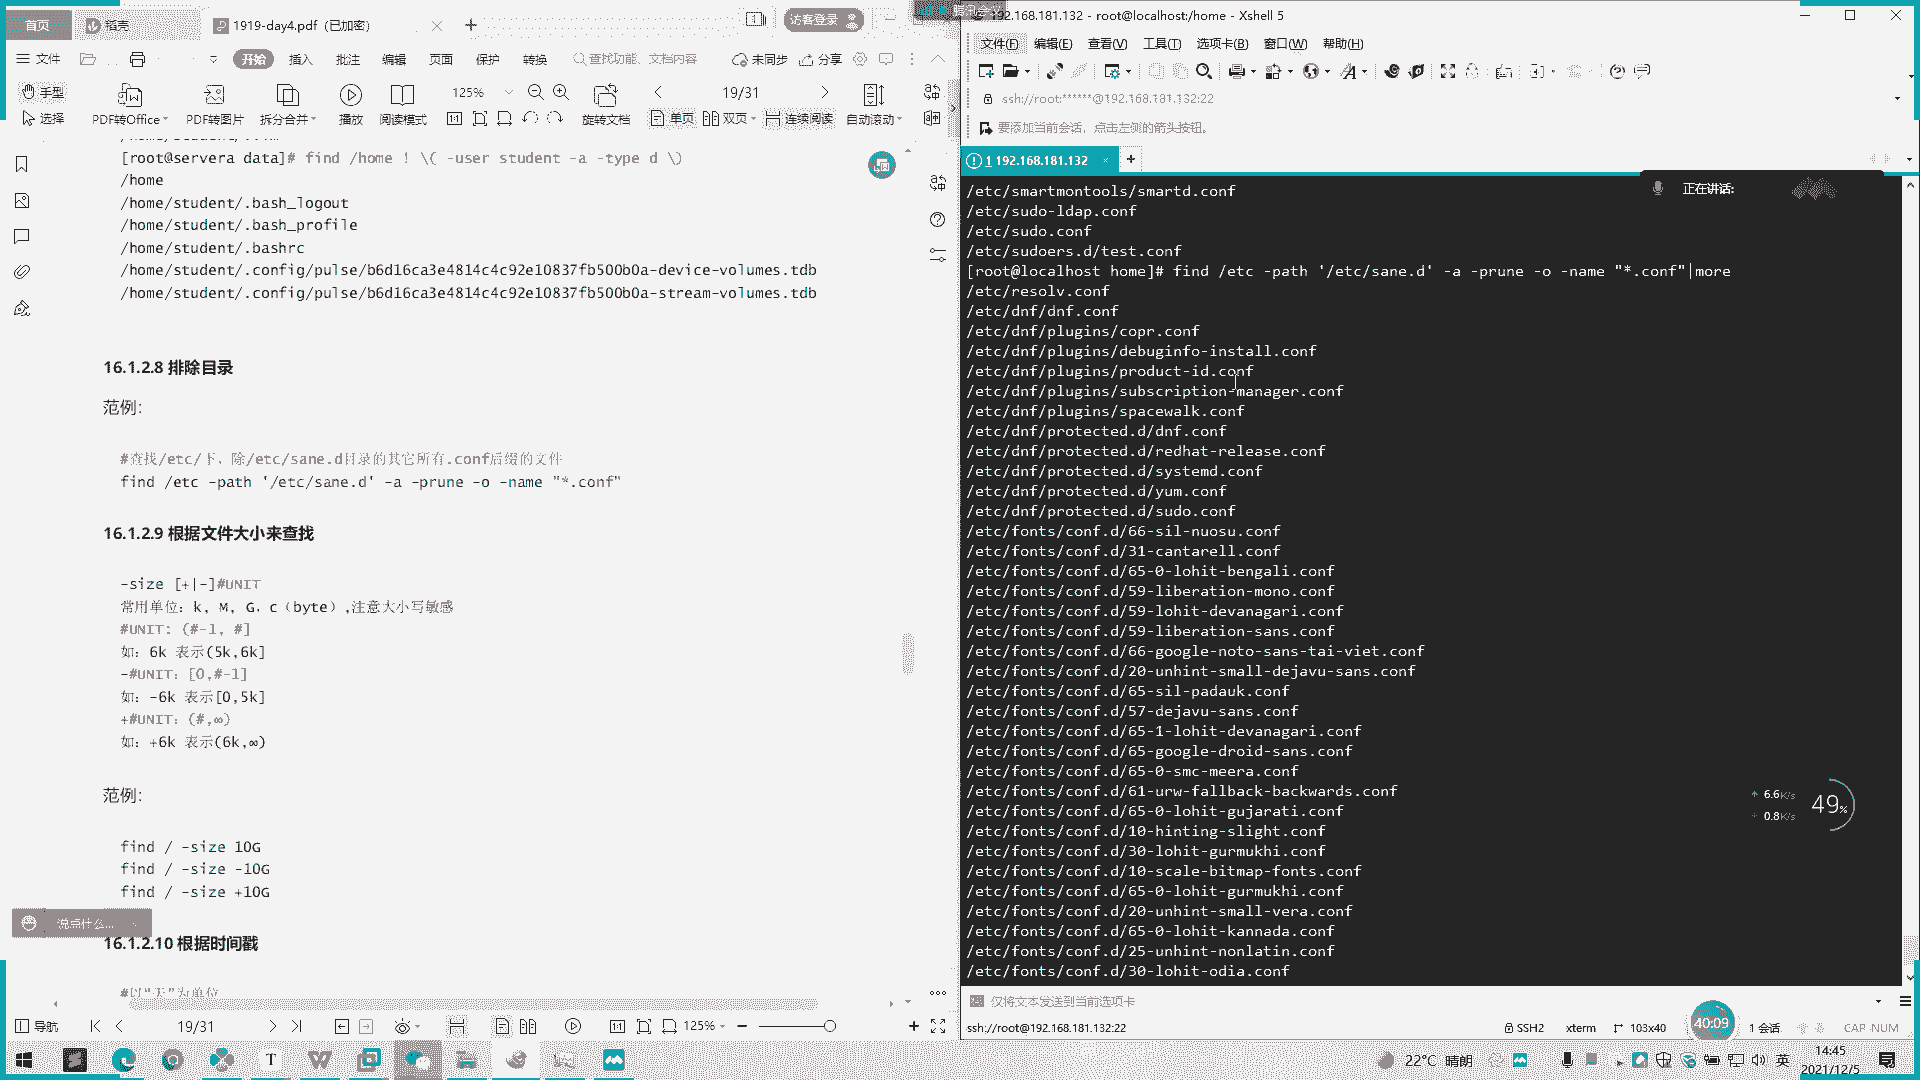 首页
稻壳
1919-day4.pdf (已加密)
访客登录
文件
开始
插入
批注
编辑
页面
保护
转换
查找功能、文档内容
未同步
分享
手型
选择
PDF转Office
PDF转图片
拆分合并
播放
阅读模式
125%
19/31
旋转文档
单页
双页
连续阅读
自动滚动
[root@servera data]# find /home ! \( -user student -a -type d \)
/home
/home/student/.bash_logout
/home/student/.bash_profile
/home/student/.bashrc
/home/student/.config/pulse/b6d16ca3e4814c4c92e10837fb500b0a-device-volumes.tdb
/home/student/.config/pulse/b6d16ca3e4814c4c92e10837fb500b0a-stream-volumes.tdb
16.1.2.8 排除目录
范例:
#查找/etc/下，除/etc/sane.d目录的其它所有.conf后缀的文件
find /etc -path '/etc/sane.d' -a -prune -o -name "*.conf"
16.1.2.9 根据文件大小来查找
-size [+|-]#UNIT
常用单位: k, M, G, c（byte）,注意大小写敏感
#UNIT: (#-1, #]
如: 6k 表示(5k,6k]
-#UNIT: [0,#-1]
如: -6k 表示[0,5k]
+#UNIT: (#,∞)
如: +6k 表示(6k,∞)
范例:
find / -size 10G
find / -size -10G
find / -size +10G
说点什么...
16.1.2.10 根据时间戳
#以"天"为单位
导航
19/31
125%
192.168.181.132 - root@localhost:/home - Xshell 5
文件(F)
编辑(E)
查看(V)
工具(T)
选项卡(B)
窗口(W)
帮助(H)
ssh://root:******@192.168.181.132:22
要添加当前会话，点击左侧的箭头按钮。
1 192.168.181.132
正在讲话:
/etc/smartmontools/smartd.conf
/etc/sudo-ldap.conf
/etc/sudo.conf
/etc/sudoers.d/test.conf
[root@localhost home]# find /etc -path '/etc/sane.d' -a -prune -o -name "*.conf"|more
/etc/resolv.conf
/etc/dnf/dnf.conf
/etc/dnf/plugins/copr.conf
/etc/dnf/plugins/debuginfo-install.conf
/etc/dnf/plugins/product-id.conf
/etc/dnf/plugins/subscription-manager.conf
/etc/dnf/plugins/spacewalk.conf
/etc/dnf/protected.d/dnf.conf
/etc/dnf/protected.d/redhat-release.conf
/etc/dnf/protected.d/systemd.conf
/etc/dnf/protected.d/yum.conf
/etc/dnf/protected.d/sudo.conf
/etc/fonts/conf.d/66-sil-nuosu.conf
/etc/fonts/conf.d/31-cantarell.conf
/etc/fonts/conf.d/65-0-lohit-bengali.conf
/etc/fonts/conf.d/59-liberation-mono.conf
/etc/fonts/conf.d/59-lohit-devanagari.conf
/etc/fonts/conf.d/59-liberation-sans.conf
/etc/fonts/conf.d/66-google-noto-sans-tai-viet.conf
/etc/fonts/conf.d/20-unhint-small-dejavu-sans.conf
/etc/fonts/conf.d/65-sil-padauk.conf
/etc/fonts/conf.d/57-dejavu-sans.conf
/etc/fonts/conf.d/65-1-lohit-devanagari.conf
/etc/fonts/conf.d/65-google-droid-sans.conf
/etc/fonts/conf.d/65-0-smc-meera.conf
/etc/fonts/conf.d/61-urw-fallback-backwards.conf
/etc/fonts/conf.d/65-0-lohit-gujarati.conf
/etc/fonts/conf.d/10-hinting-slight.conf
/etc/fonts/conf.d/30-lohit-gurmukhi.conf
/etc/fonts/conf.d/10-scale-bitmap-fonts.conf
/etc/fonts/conf.d/65-0-lohit-gurmukhi.conf
/etc/fonts/conf.d/20-unhint-small-vera.conf
/etc/fonts/conf.d/65-0-lohit-kannada.conf
/etc/fonts/conf.d/25-unhint-nonlatin.conf
/etc/fonts/conf.d/30-lohit-odia.conf
6.6K/s
0.8K/s
49%
仅将文本发送到当前选项卡
ssh://root@192.168.181.132:22
SSH2
xterm
103x40
40:09
1 会话
CAP NUM
22°C 晴朗
英
14:45
2021/12/5